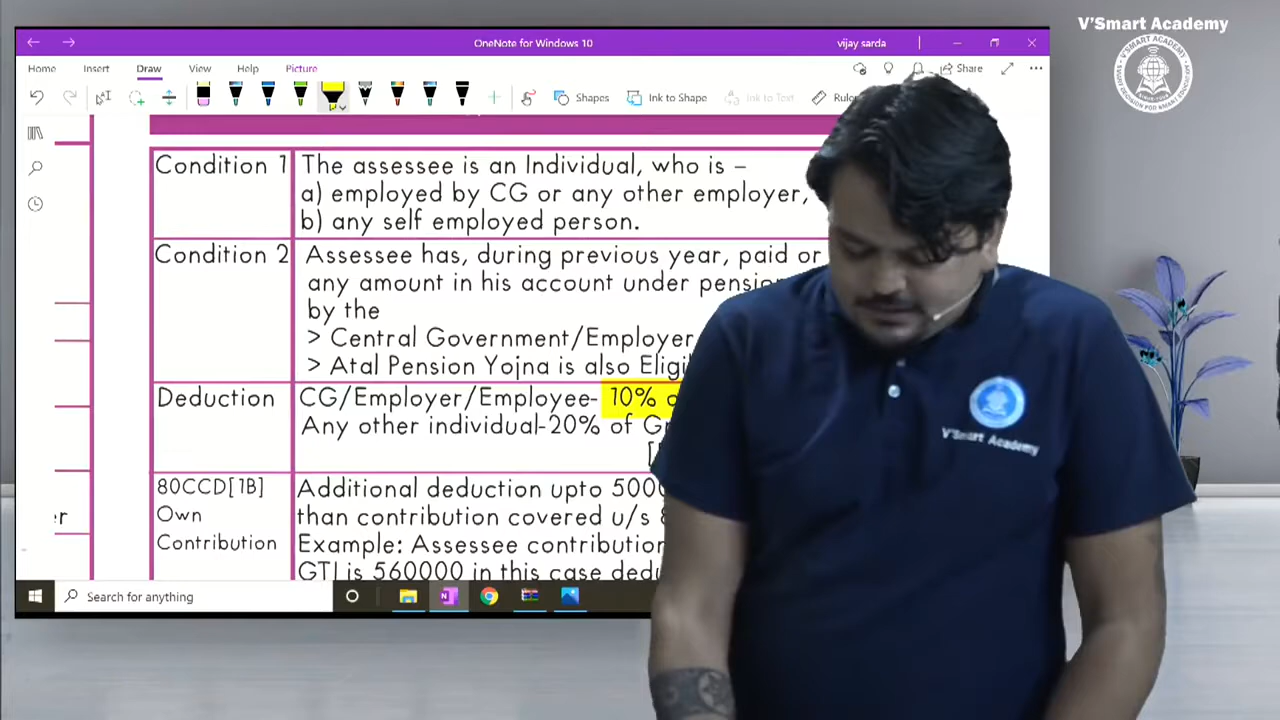 V'Smart Academy
OneNote for Windows 10
vijay sarda
Home Insert Draw View Help Picture
Share
Shapes Ink to Shape Ink to Text Ruler
Condition 1
The assessee is an Individual, who is –
a) employed by CG or any other employer,
b) any self employed person.
Condition 2
Assessee has, during previous year, paid or
any amount in his account under
by the
> Central Government/Employer
> Atal Pension Yojna is also
Deduction
CG/Employer/Employee- 10%
Any other individual-20% of
80CCD[1B]
Own
Contribution
Additional deduction upto
than contribution covered u/s
Example: Assessee contribution
GTI is 560000 in this case
Search for anything
V'Smart Academy